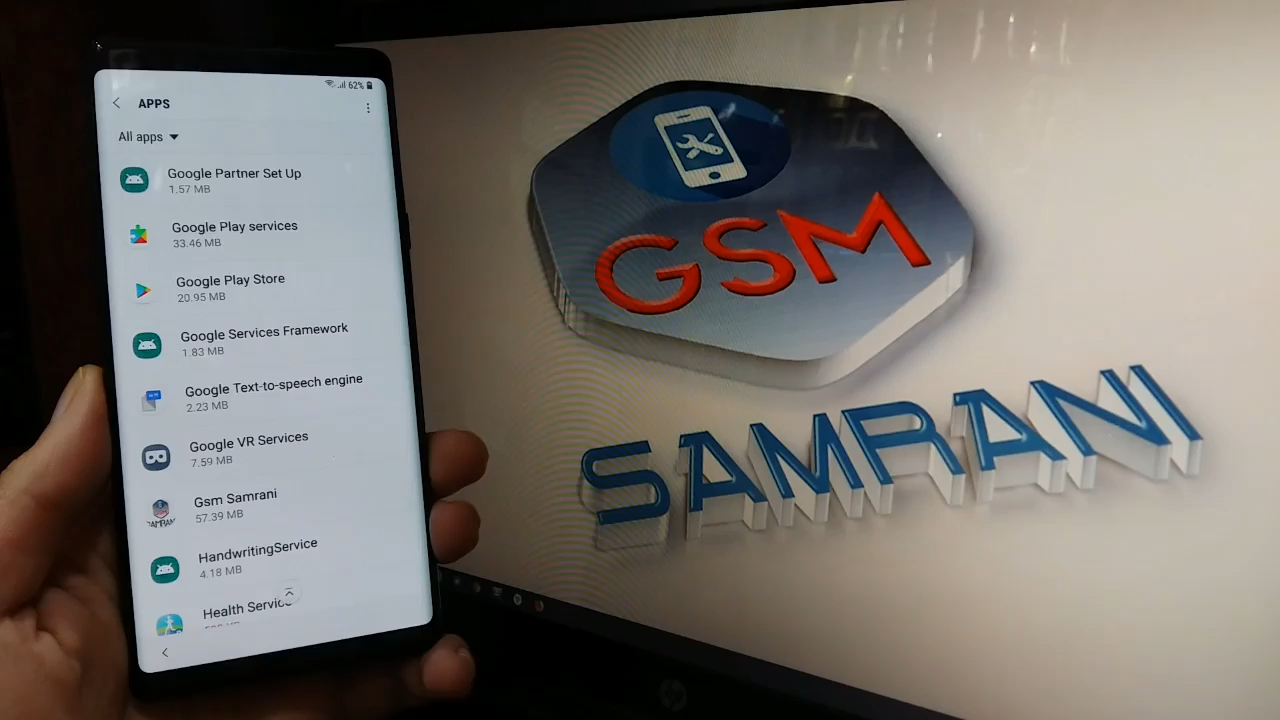 62%
APPS
All apps
Google Partner Set Up
1.57 MB
Google Play services
33.46 MB
Google Play Store
20.95 MB
Google Services Framework
1.83 MB
Google Text-to-speech engine
2.23 MB
Google VR Services
7.59 MB
Gsm Samrani
57.39 MB
HandwritingService
4.18 MB
Health Service
GSM
SAMRANI
hp